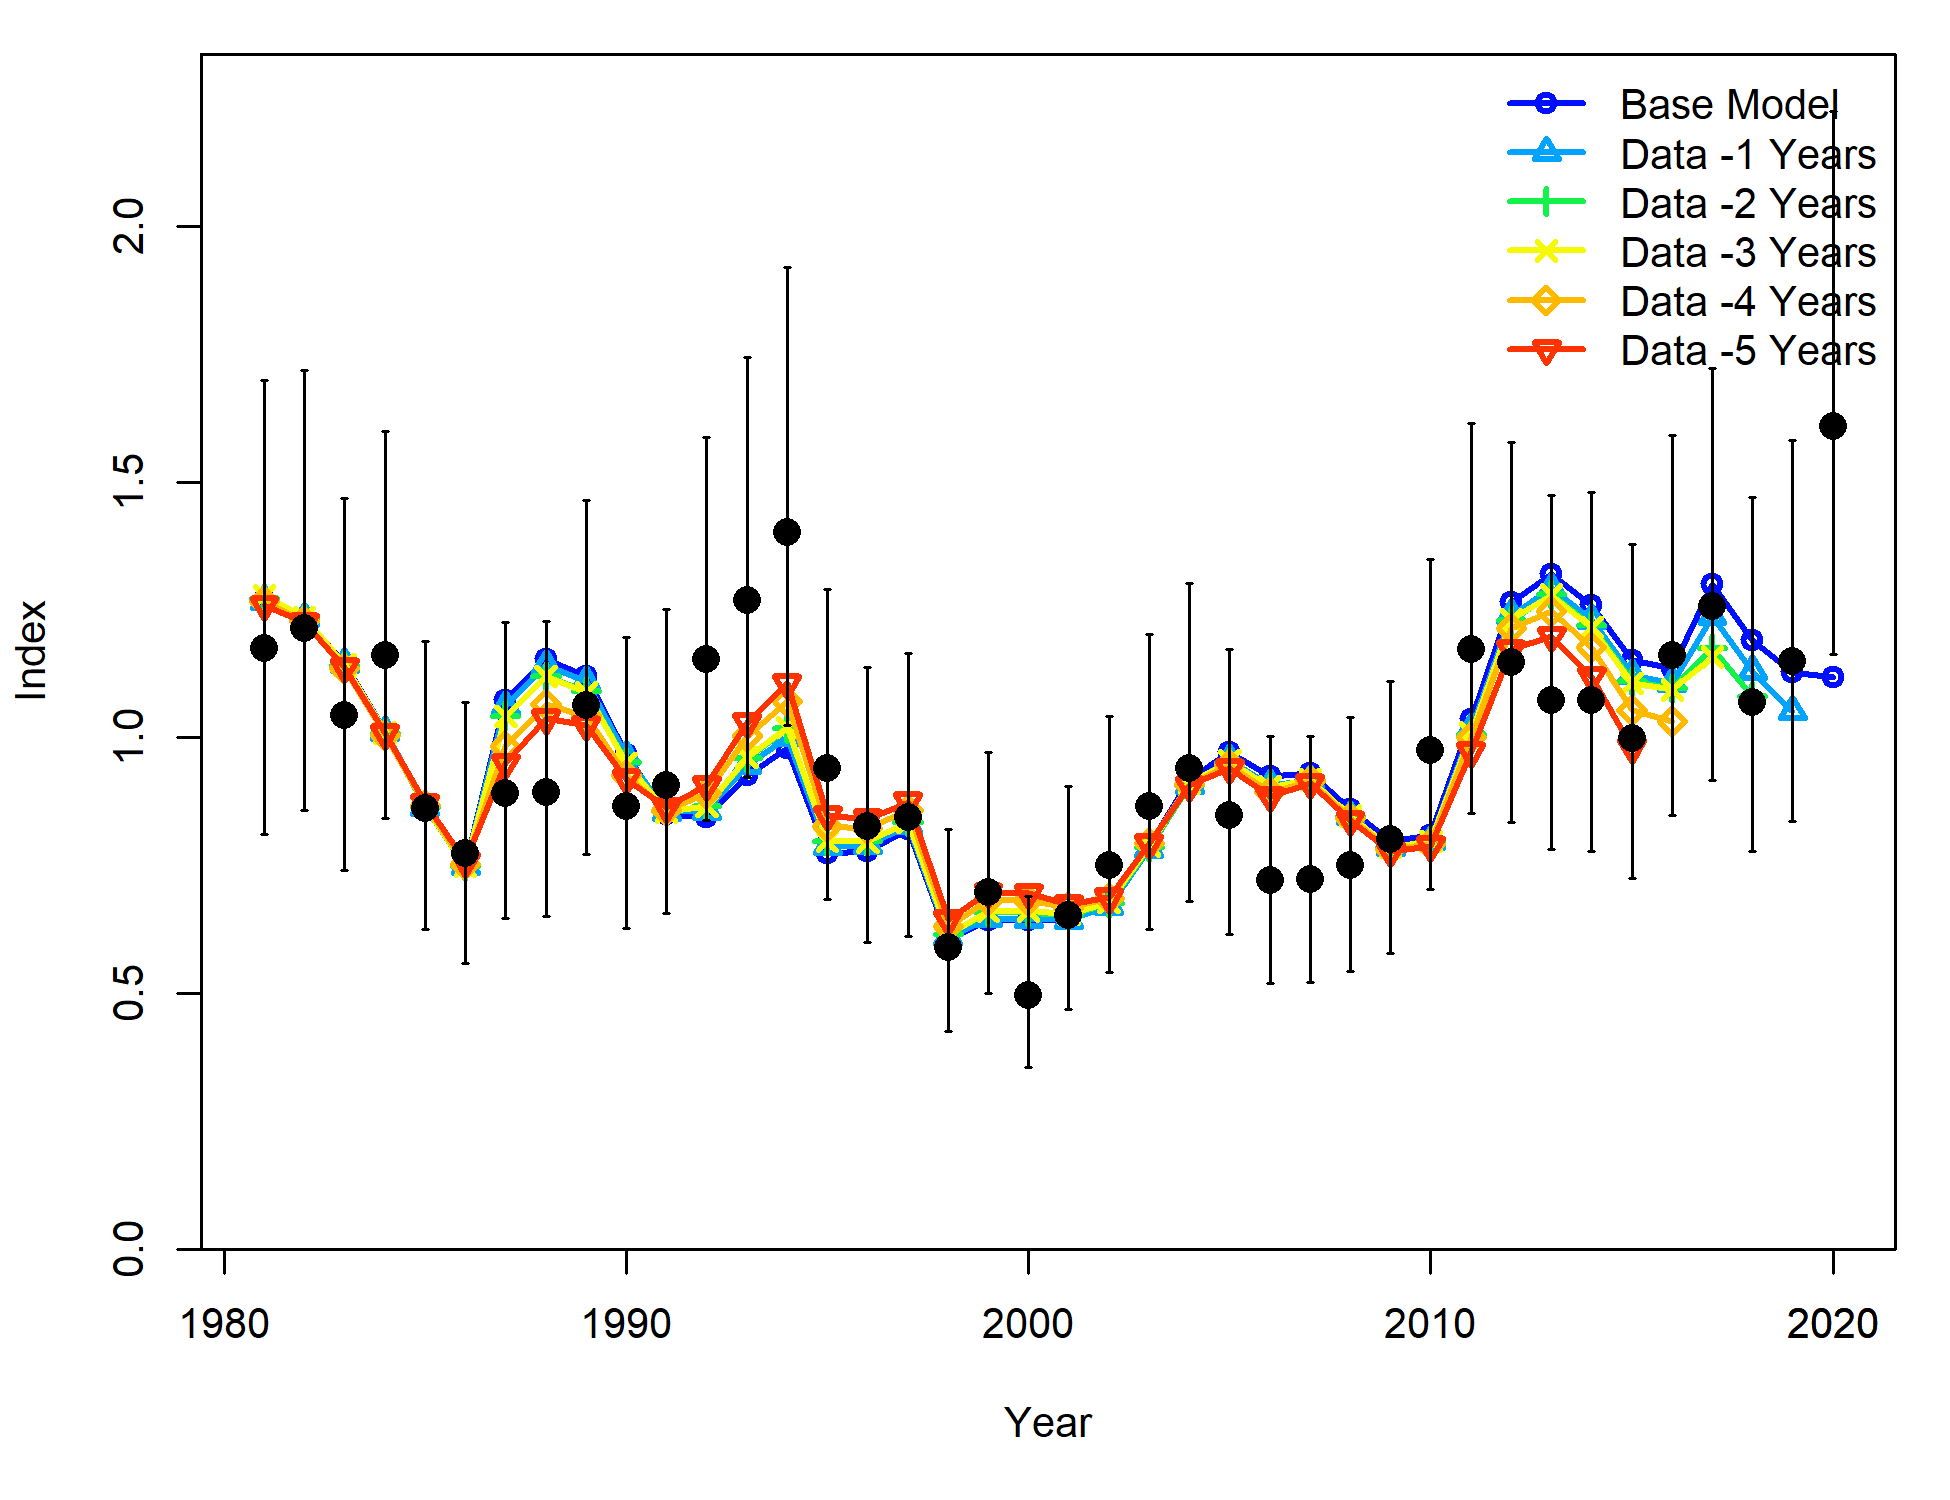 Base Model
Data -1 Years
Data -2 Years
Data -3 Years
Data -4 Years
Data -5 Years
Index
2.0
1.5
1.0
0.5
0.0
1980 1990 2000 2010 2020
Year